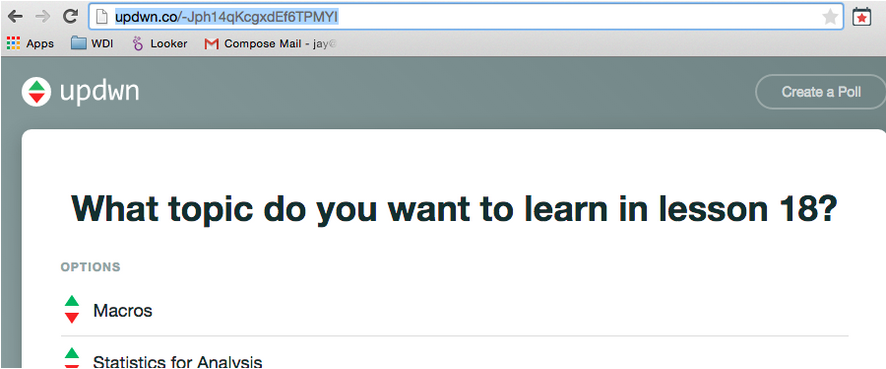 updwn.co/-Jph14qKcgxdEf6TPMYI
Apps WDI Looker Compose Mail - jay@
updwn Create a Poll
What topic do you want to learn in lesson 18?
OPTIONS
Macros
Statistics for Analysis